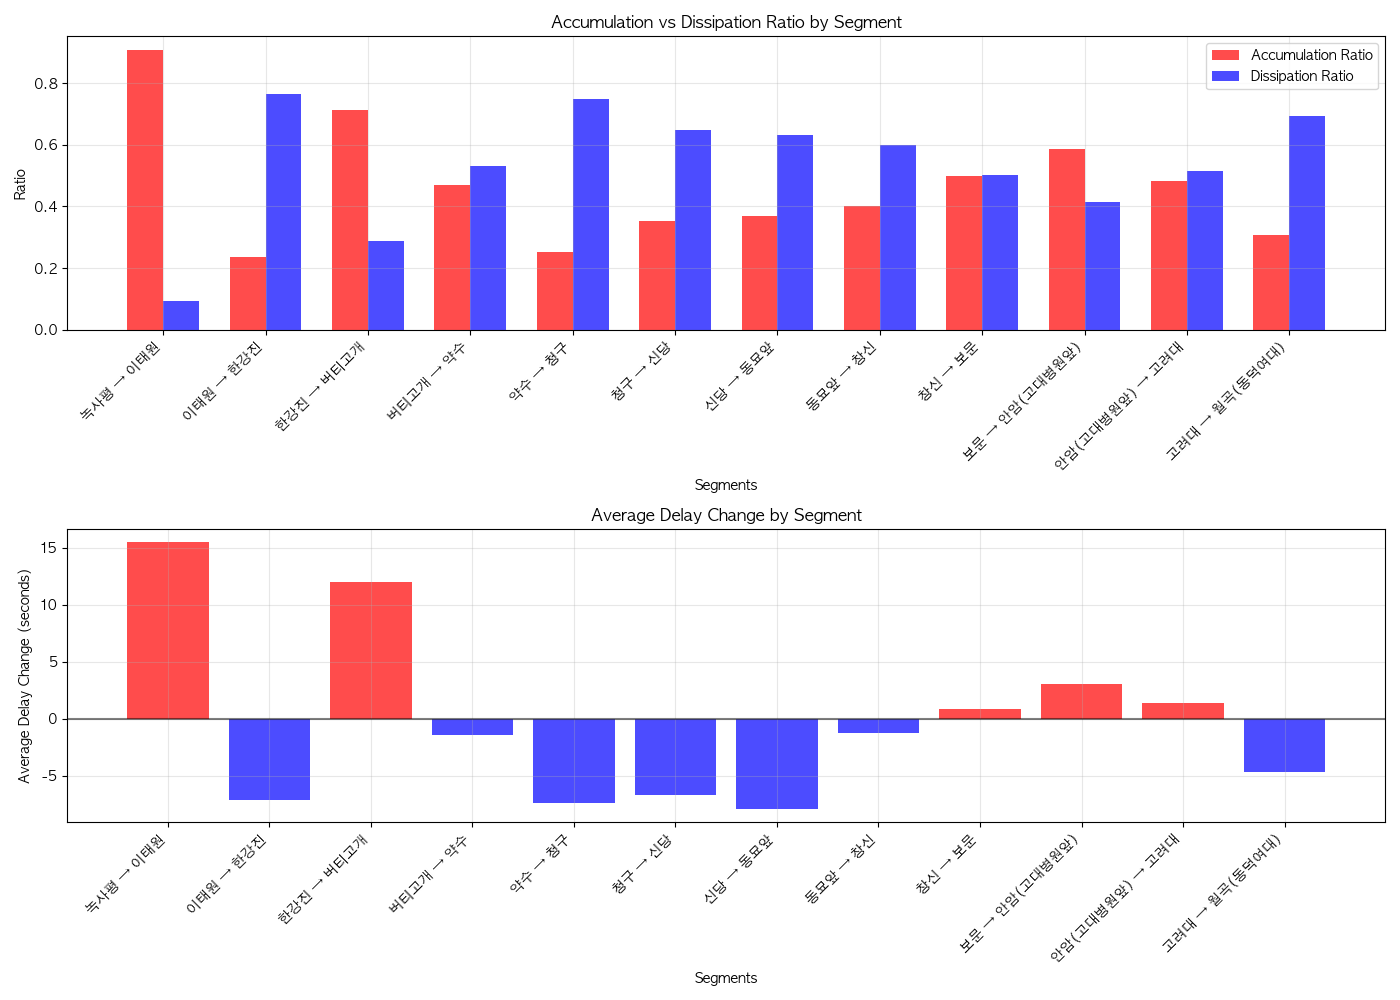 Accumulation vs Dissipation Ratio by Segment
Accumulation Ratio
Dissipation Ratio
Ratio
0.8
0.6
0.4
0.2
0.0
녹사평 → 이태원
이태원 → 한강진
한강진 → 버티고개
버티고개 → 약수
약수 → 청구
청구 → 신당
신당 → 동묘앞
동묘앞 → 창신
창신 → 보문
보문 → 안암(고대병원앞)
안암(고대병원앞) → 고려대
고려대 → 월곡(동덕여대)
Segments
Average Delay Change by Segment
Average Delay Change (seconds)
15
10
5
0
-5
녹사평 → 이태원
이태원 → 한강진
한강진 → 버티고개
버티고개 → 약수
약수 → 청구
청구 → 신당
신당 → 동묘앞
동묘앞 → 창신
창신 → 보문
보문 → 안암(고대병원앞)
안암(고대병원앞) → 고려대
고려대 → 월곡(동덕여대)
Segments